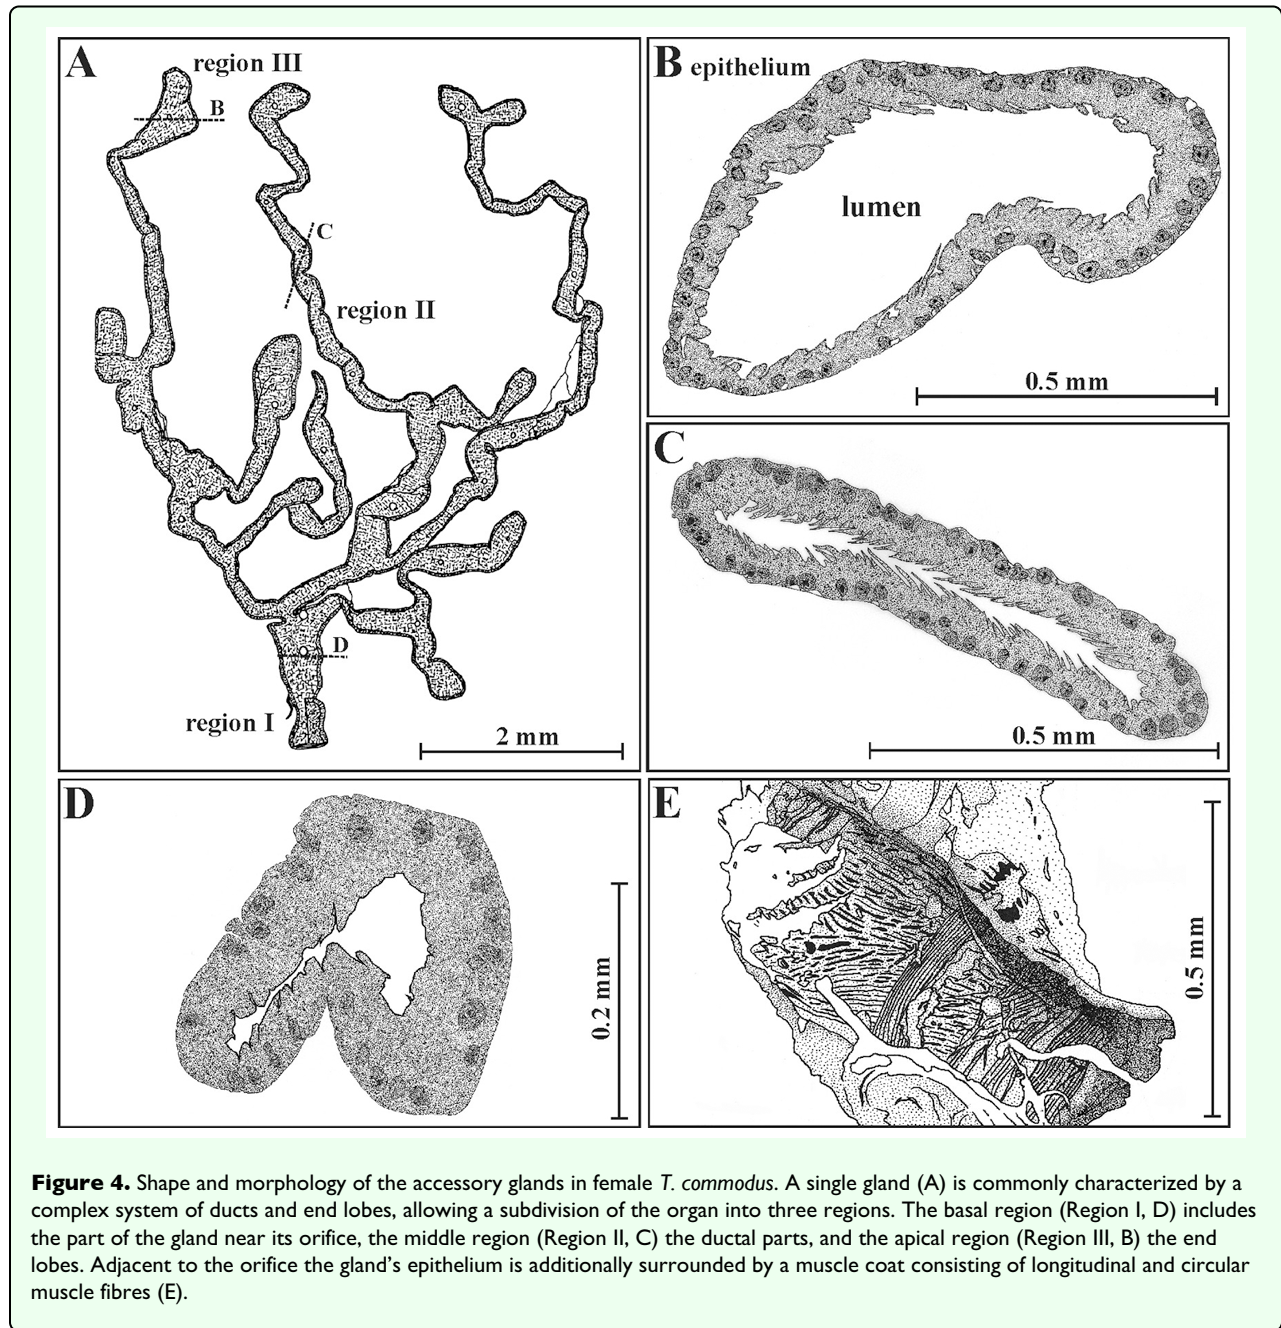 A
region III
B
C
region II
D
region I
2 mm
B epithelium
lumen
0.5 mm
C
0.5 mm
D
0.2 mm
E
0.5 mm
Figure 4. Shape and morphology of the accessory glands in female T. commodus. A single gland (A) is commonly characterized by a
complex system of ducts and end lobes, allowing a subdivision of the organ into three regions. The basal region (Region I, D) includes
the part of the gland near its orifice, the middle region (Region II, C) the ductal parts, and the apical region (Region III, B) the end
lobes. Adjacent to the orifice the gland's epithelium is additionally surrounded by a muscle coat consisting of longitudinal and circular
muscle fibres (E).